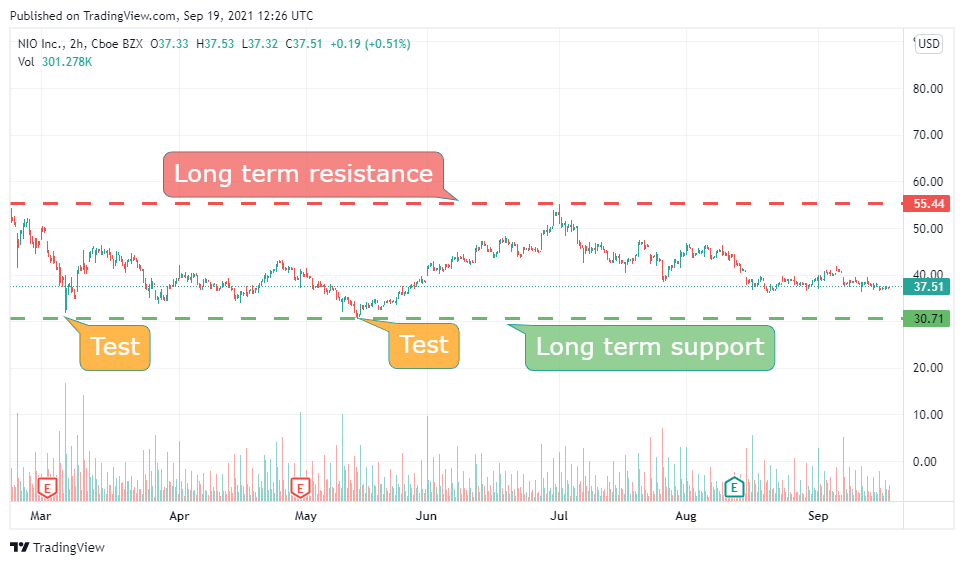 Published on TradingView.com, Sep 19, 2021 12:26 UTC
NIO Inc., 2h, Cboe BZX O37.33 H37.53 L37.32 C37.51 +0.19 (+0.51%)
Vol 301.278K
USD
80.00
70.00
Long term resistance
60.00
55.44
50.00
40.00
37.51
30.71
Test
Test
Long term support
20.00
10.00
0.00
E
E
E
Mar Apr May Jun Jul Aug Sep
TradingView